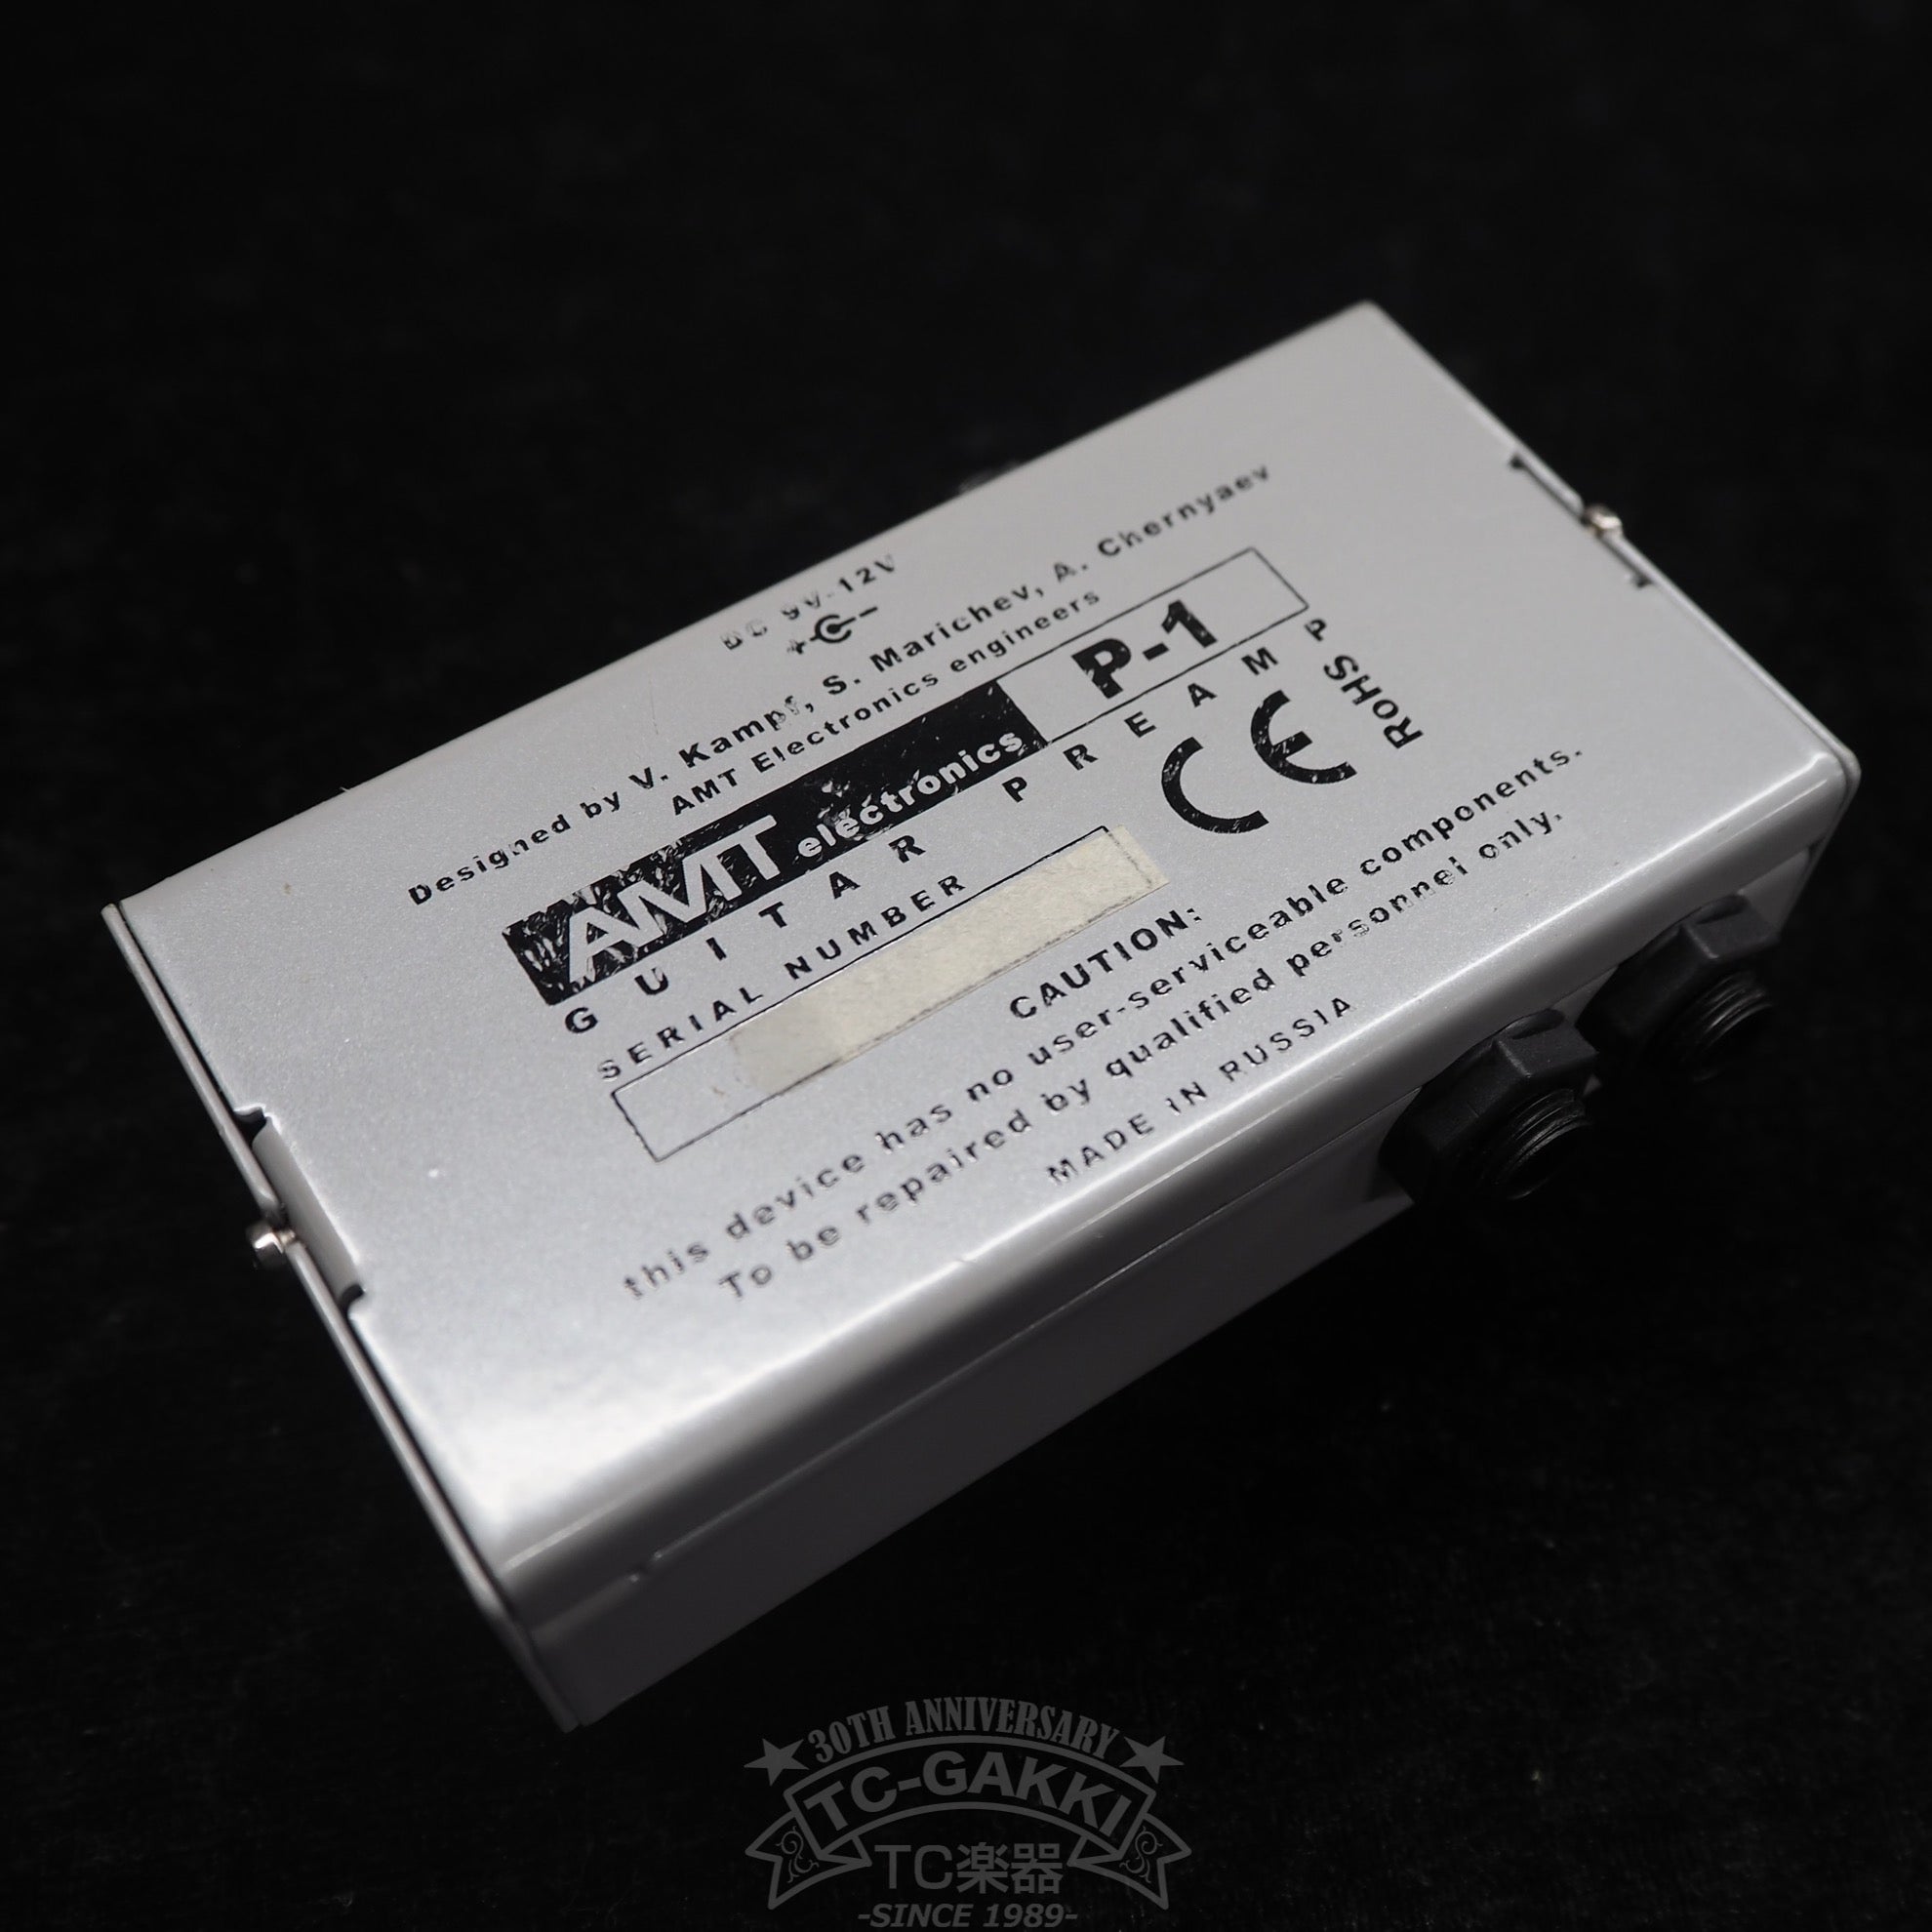 DC 9V-12V
+ -
Designed by V. Kampf, S. Marichev, A. Chernyaev
AMT Electronics engineers
AMT electronics P-1
GUITAR PREAMP
SERIAL NUMBER
CE
ROHS
CAUTION:
this device has no user-serviceable components.
To be repaired by qualified personnel only.
MADE IN RUSSIA
30TH ANNIVERSARY
TC-GAKKI
TC楽器
-SINCE 1989-